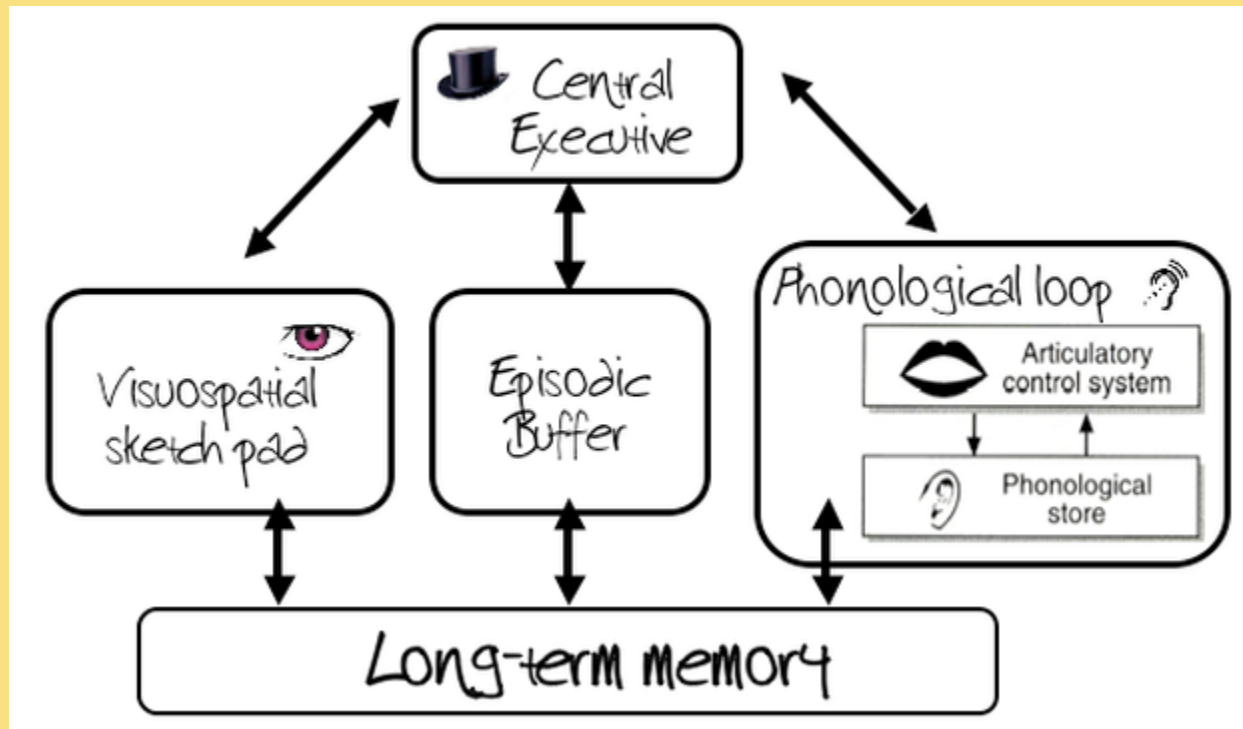 Central
Executive
Visuospatial
sketch pad
Episodic
Buffer
Phonological loop
Articulatory
control system
Phonological
store
Long-term memory